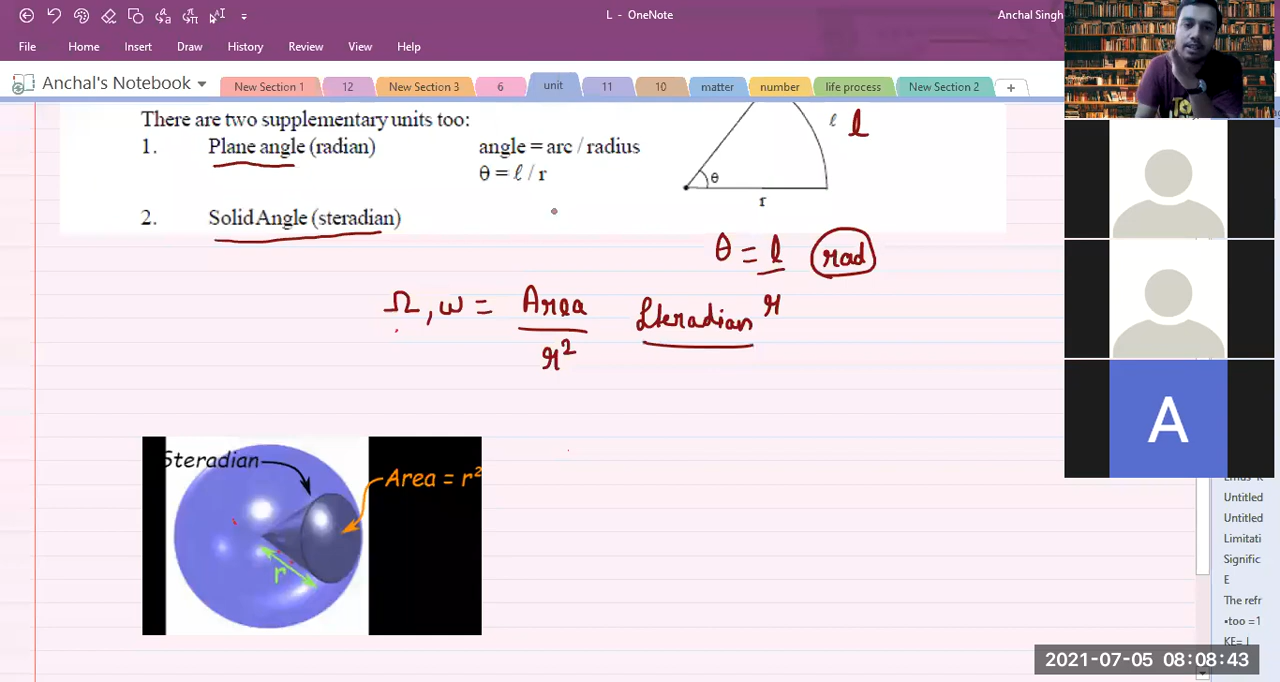 L - OneNote
Anchal Singh
File Home Insert Draw History Review View Help
Anchal's Notebook
New Section 1 12 New Section 3 6 unit 11 10 matter number life process New Section 2 +
There are two supplementary units too:
1. Plane angle (radian) angle = arc / radius
θ = ℓ / r
2. Solid Angle (steradian)
ℓ l
θ
r
θ = l rad
r
Ω, ω = Area Steradian
r²
Steradian
Area = r²
r
A
Untitled
Untitled
Limitati
Signific
E
The refr
•too =1
KE= I
2021-07-05 08:08:43